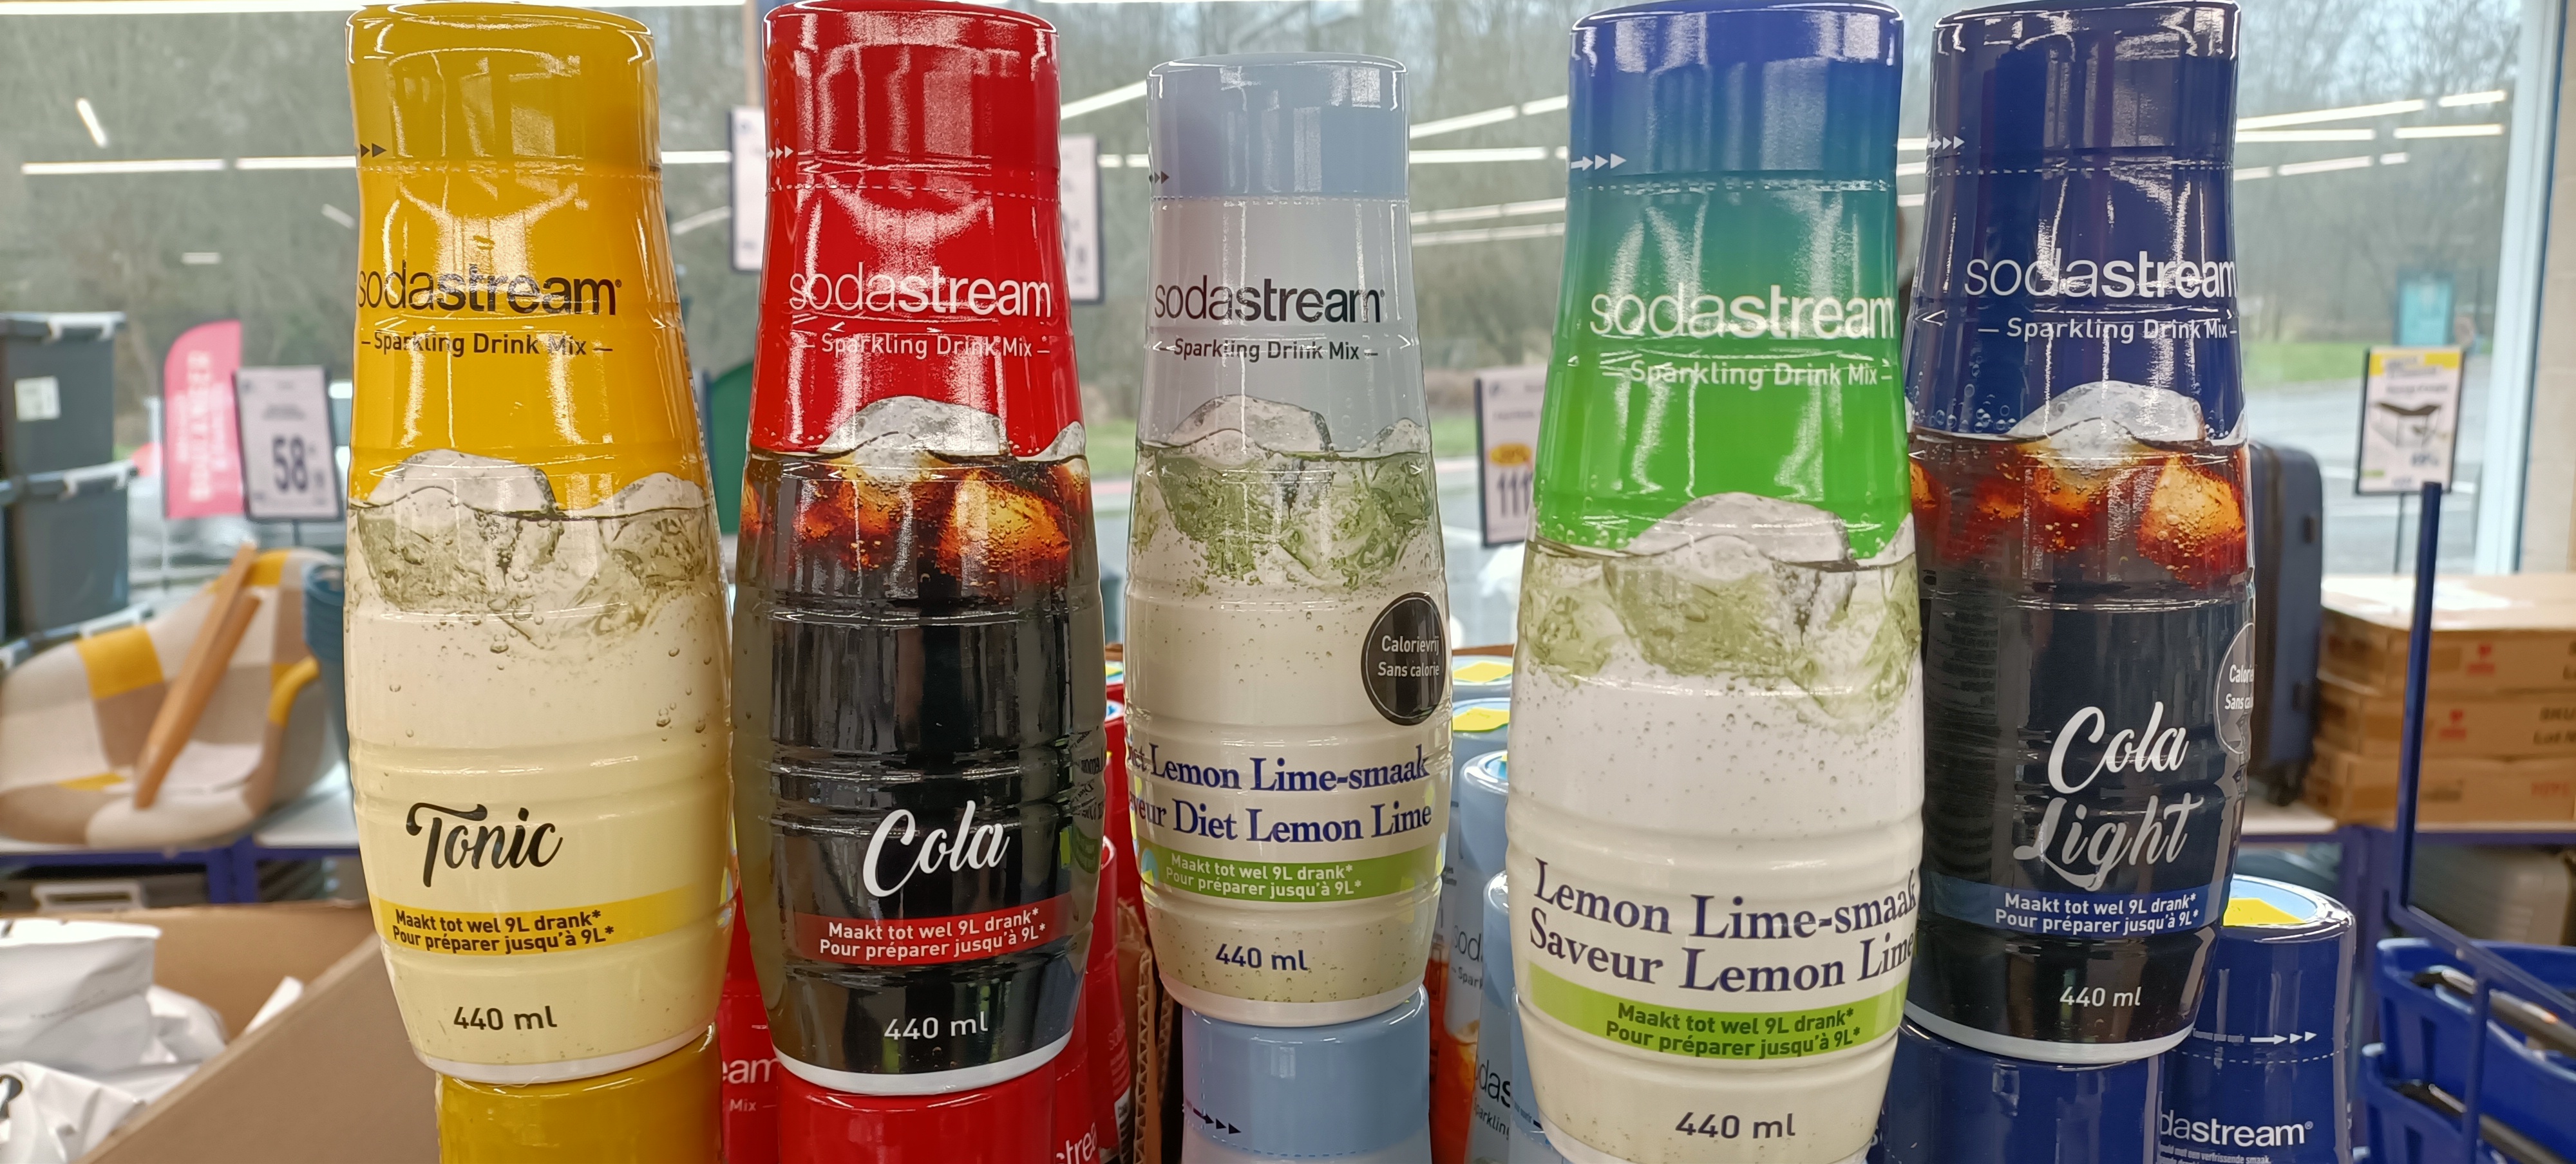 sodastream®
Sparkling Drink Mix
Tonic
Maakt tot wel 9L drank*
Pour préparer jusqu'à 9L*
440 ml
sodastream
Sparkling Drink Mix
Cola
Maakt tot wel 9L drank*
Pour préparer jusqu'à 9L*
440 ml
sodastream®
Sparkling Drink Mix
Calorievrij
Sans calorie
Lemon Lime-smaak
Diet Lemon Lime
Maakt tot wel 9L drank*
Pour préparer jusqu'à 9L*
440 ml
sodastream
Sparkling Drink Mix
Lemon Lime-smaak
Saveur Lemon Lime
Maakt tot wel 9L drank*
Pour préparer jusqu'à 9L*
440 ml
sodastream
Sparkling Drink Mix
Sans
Cola
Light
Maakt tot wel 9L drank*
Pour préparer jusqu'à 9L*
440 ml
58
111
eam
Mix
dastream®